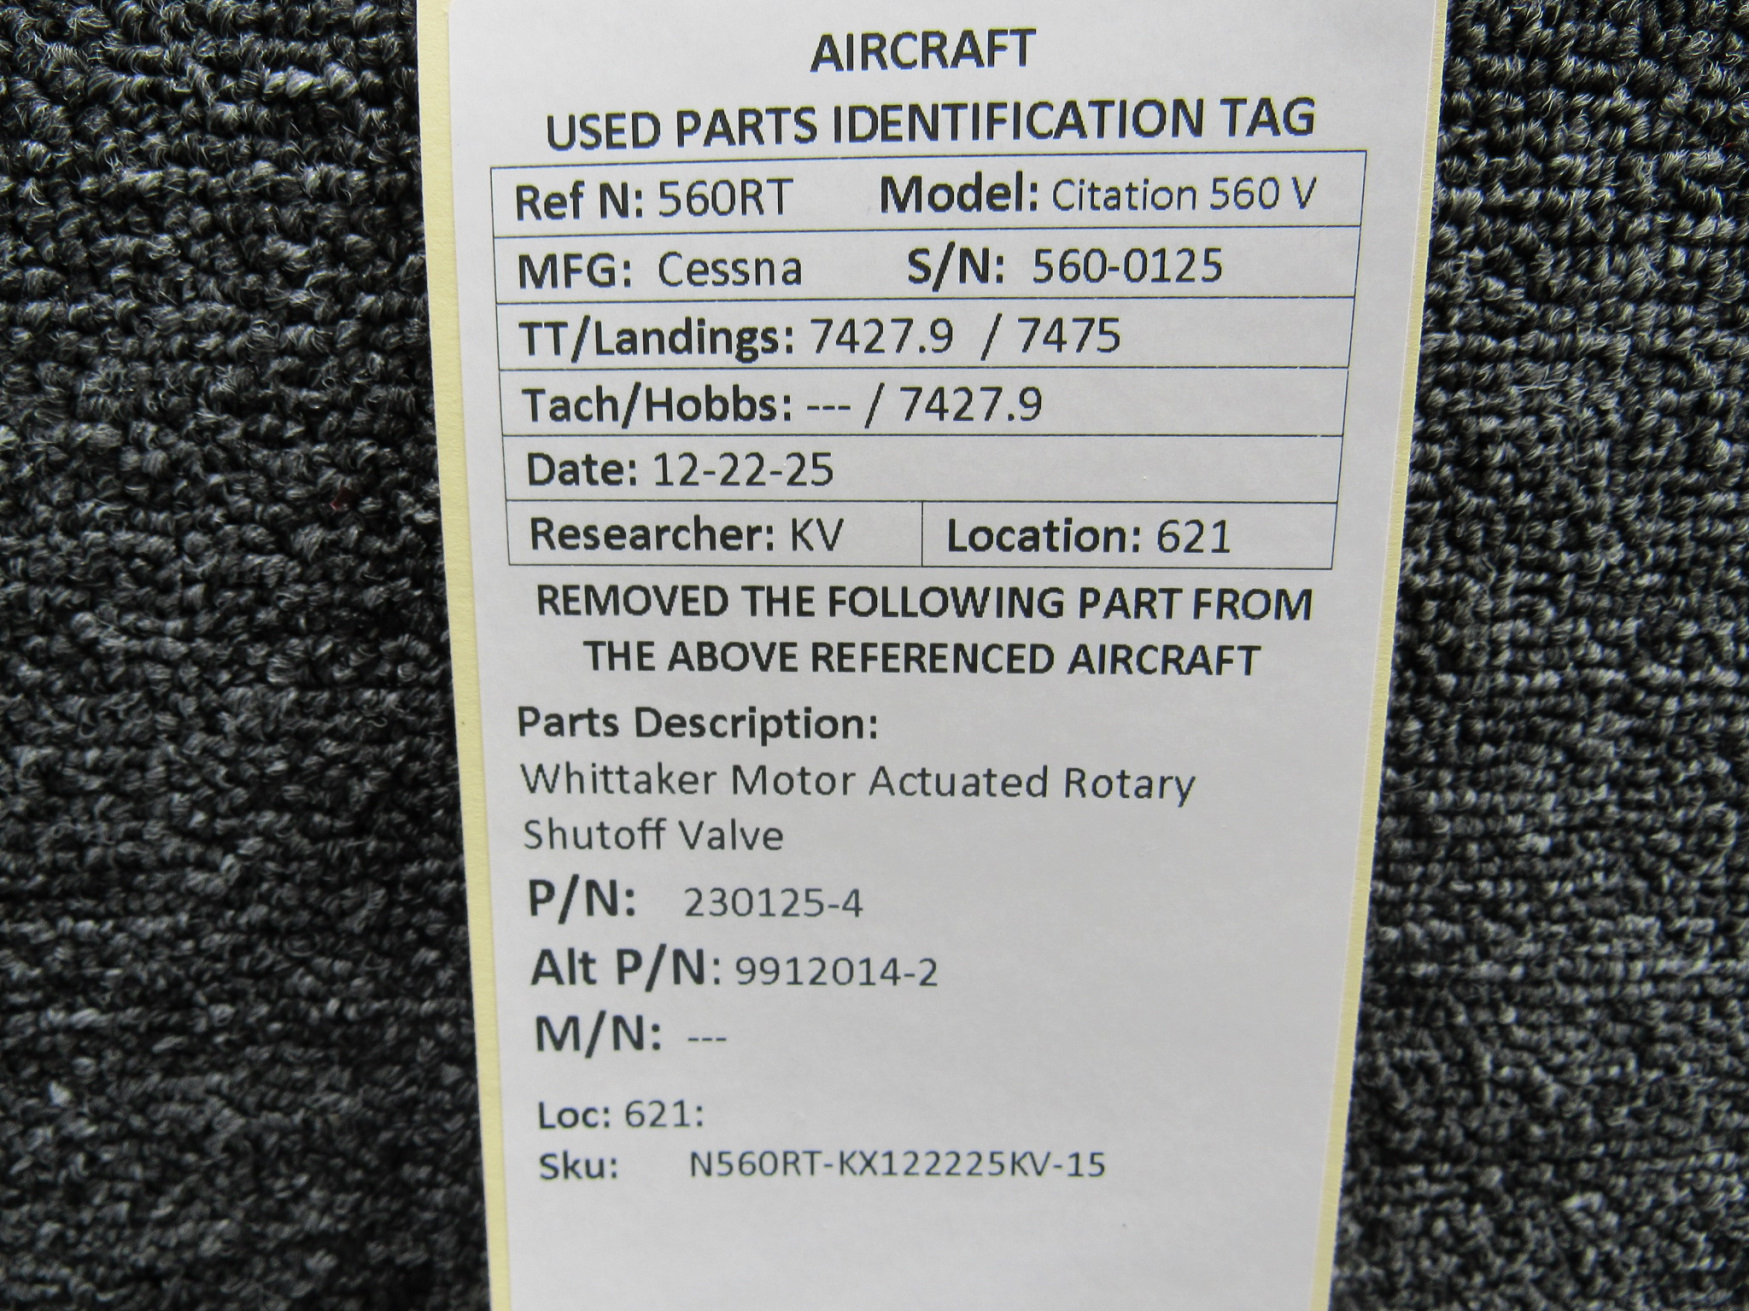 AIRCRAFT
USED PARTS IDENTIFICATION TAG
Ref N: 560RT Model: Citation 560 V
MFG: Cessna S/N: 560-0125
TT/Landings: 7427.9 / 7475
Tach/Hobbs: --- / 7427.9
Date: 12-22-25
Researcher: KV Location: 621
REMOVED THE FOLLOWING PART FROM
THE ABOVE REFERENCED AIRCRAFT
Parts Description:
Whittaker Motor Actuated Rotary
Shutoff Valve
P/N: 230125-4
Alt P/N: 9912014-2
M/N: ---
Loc: 621:
Sku: N560RT-KX122225KV-15